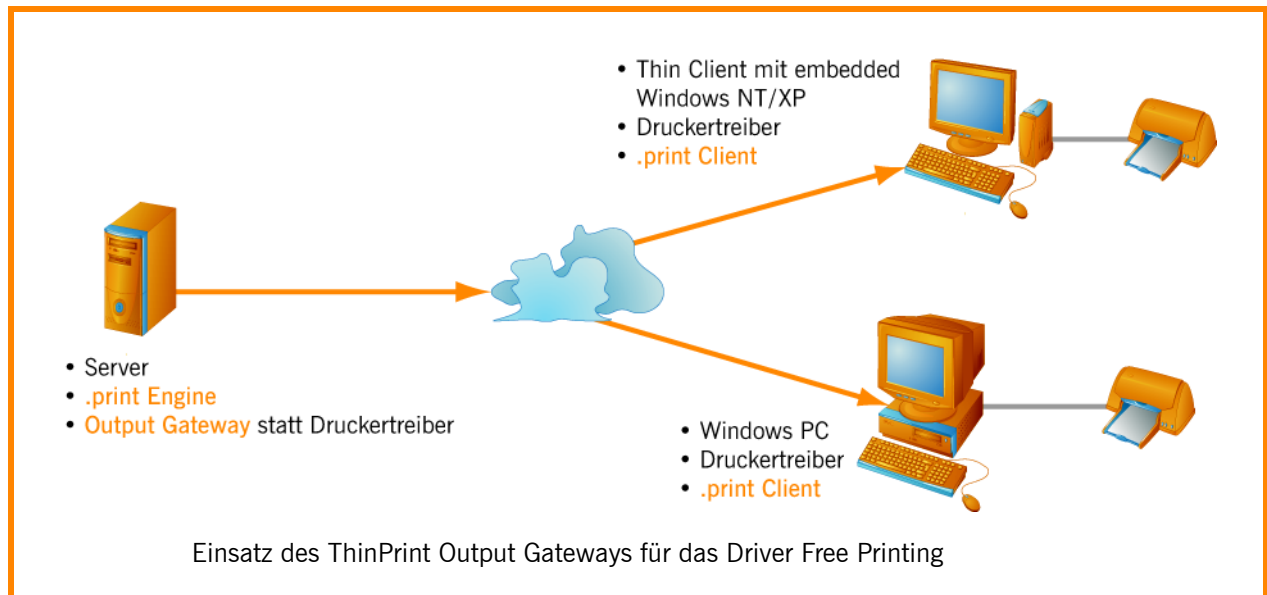 • Thin Client mit embedded
Windows NT/XP
• Druckertreiber
• .print Client
• Server
• .print Engine
• Output Gateway statt Druckertreiber
• Windows PC
• Druckertreiber
• .print Client
Einsatz des ThinPrint Output Gateways für das Driver Free Printing